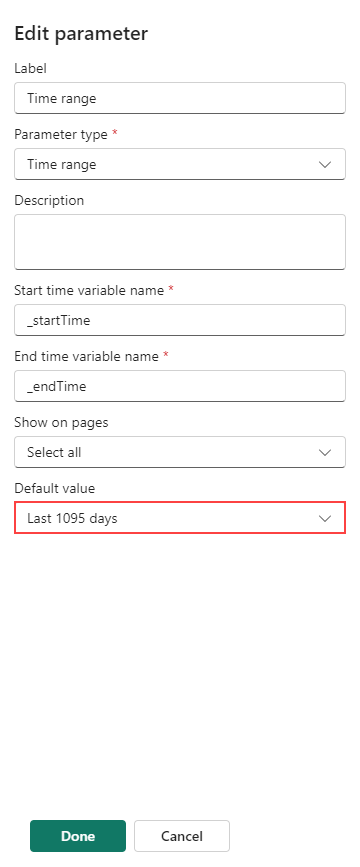 Edit parameter
Label
Time range
Parameter type *
Time range
Description
Start time variable name *
_startTime
End time variable name *
_endTime
Show on pages
Select all
Default value
Last 1095 days
Done Cancel